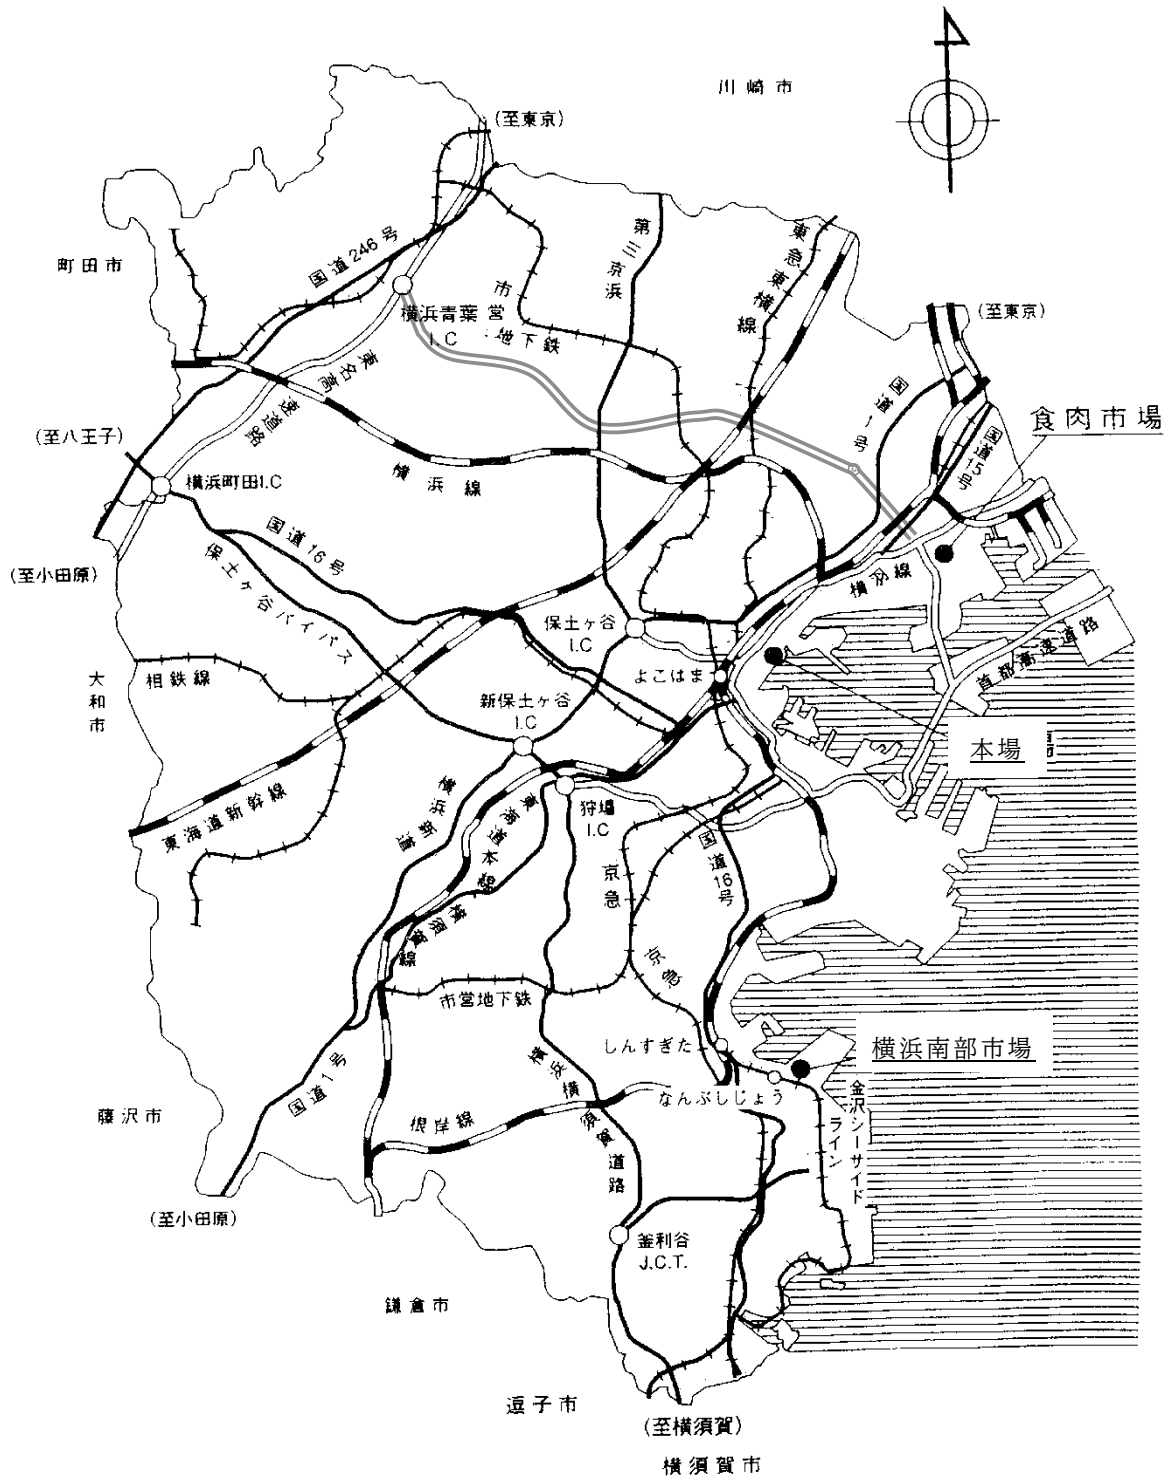 川崎市
(至東京)
町田市
国道246号
第三京浜
東急東横線
市営地下鉄
横浜青葉
I.C
(至東京)
東名高速道路
国道1号
食肉市場
国道15号
(至八王子)
横浜町田I.C
横浜線
国道16号
保土ヶ谷バイパス
(至小田原)
横羽線
保土ヶ谷
I.C
首都高速道路
大和市
相鉄線
よこはま
新保土ヶ谷
I.C
本場
東海道新幹線
横浜新道
東海道本線
狩場
I.C
国道16号
京急
横須賀線
京急
市営地下鉄
しんすぎた
横浜南部市場
国道1号
横浜横須賀道路
なんぶしじょう
金沢シーサイド
ライン
藤沢市
根岸線
(至小田原)
釜利谷
J.C.T.
鎌倉市
逗子市
(至横須賀)
横須賀市